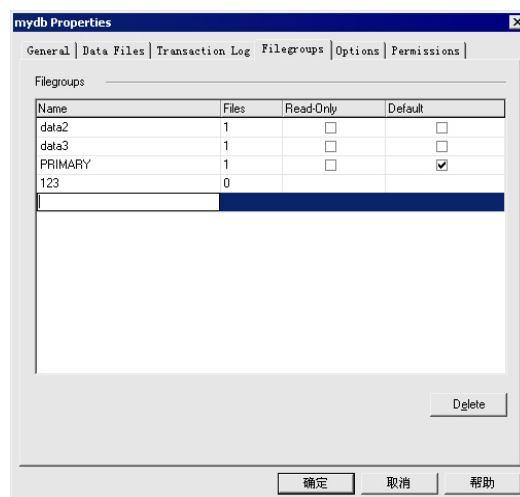 mydb Properties
General Data Files Transaction Log Filegroups Options Permissions
Filegroups
Name Files Read-Only Default
data2 1
data3 1
PRIMARY 1
123 0
Delete
确定 取消 帮助